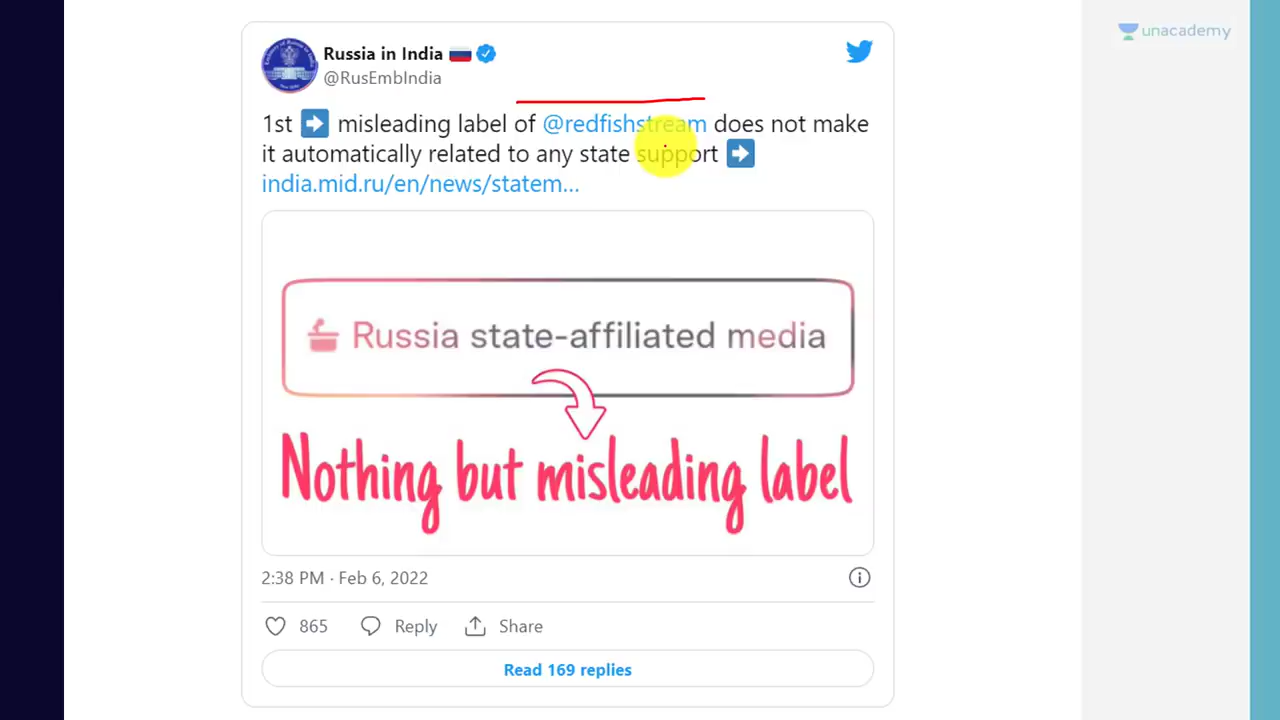 unacademy
Russia in India
@RusEmbIndia
1st ➡ misleading label of @redfishstream does not make
it automatically related to any state support ➡
india.mid.ru/en/news/statem...
Russia state-affiliated media
Nothing but misleading label
2:38 PM · Feb 6, 2022
865 Reply Share
Read 169 replies